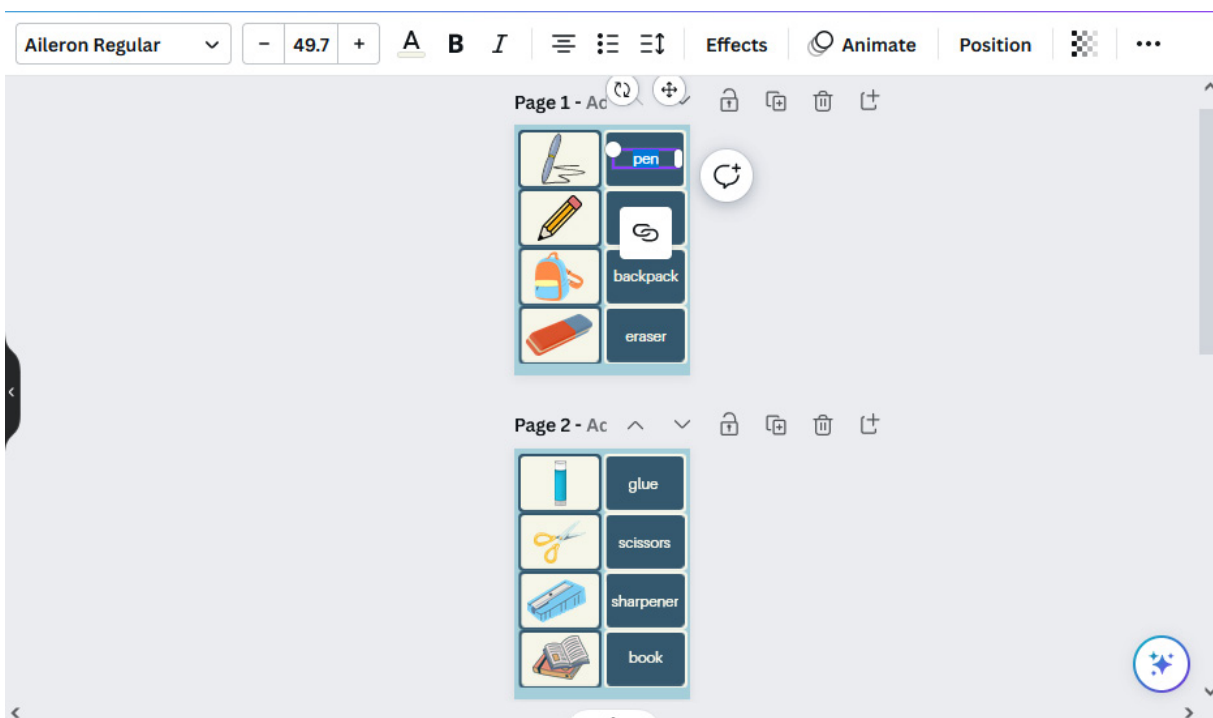 Aileron Regular - 49.7 + A B I Effects Animate Position
Page 1 - Ac
pen
backpack
eraser
Page 2 - Ac
glue
scissors
sharpener
book